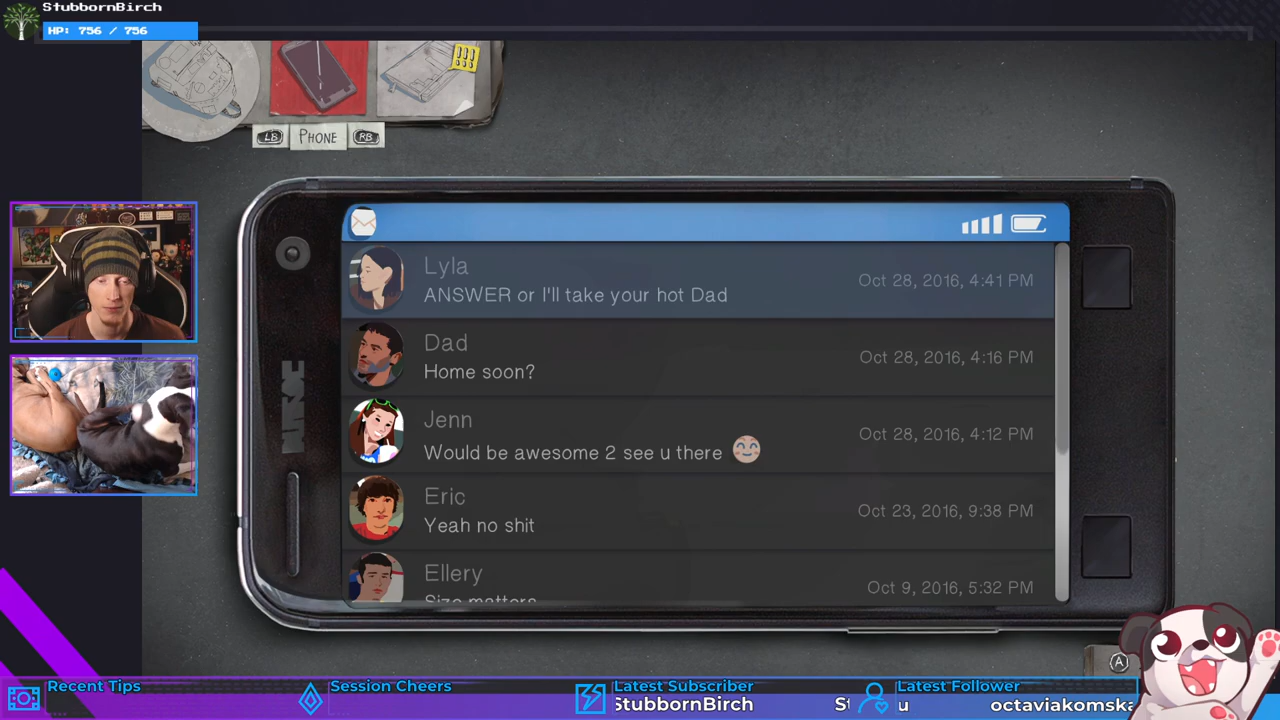 StubbornBirch
HP: 756 / 756
LB PHONE RB
Lyla
ANSWER or I'll take your hot Dad
Oct 28, 2016, 4:41 PM
Dad
Home soon?
Oct 28, 2016, 4:16 PM
Jenn
Would be awesome 2 see u there
Oct 28, 2016, 4:12 PM
Eric
Yeah no shit
Oct 23, 2016, 9:38 PM
Ellery
Size matters
Oct 9, 2016, 5:32 PM
A
Recent Tips
Session Cheers
Latest Subscriber
StubbornBirch
St
Latest Follower
u
octaviakomska